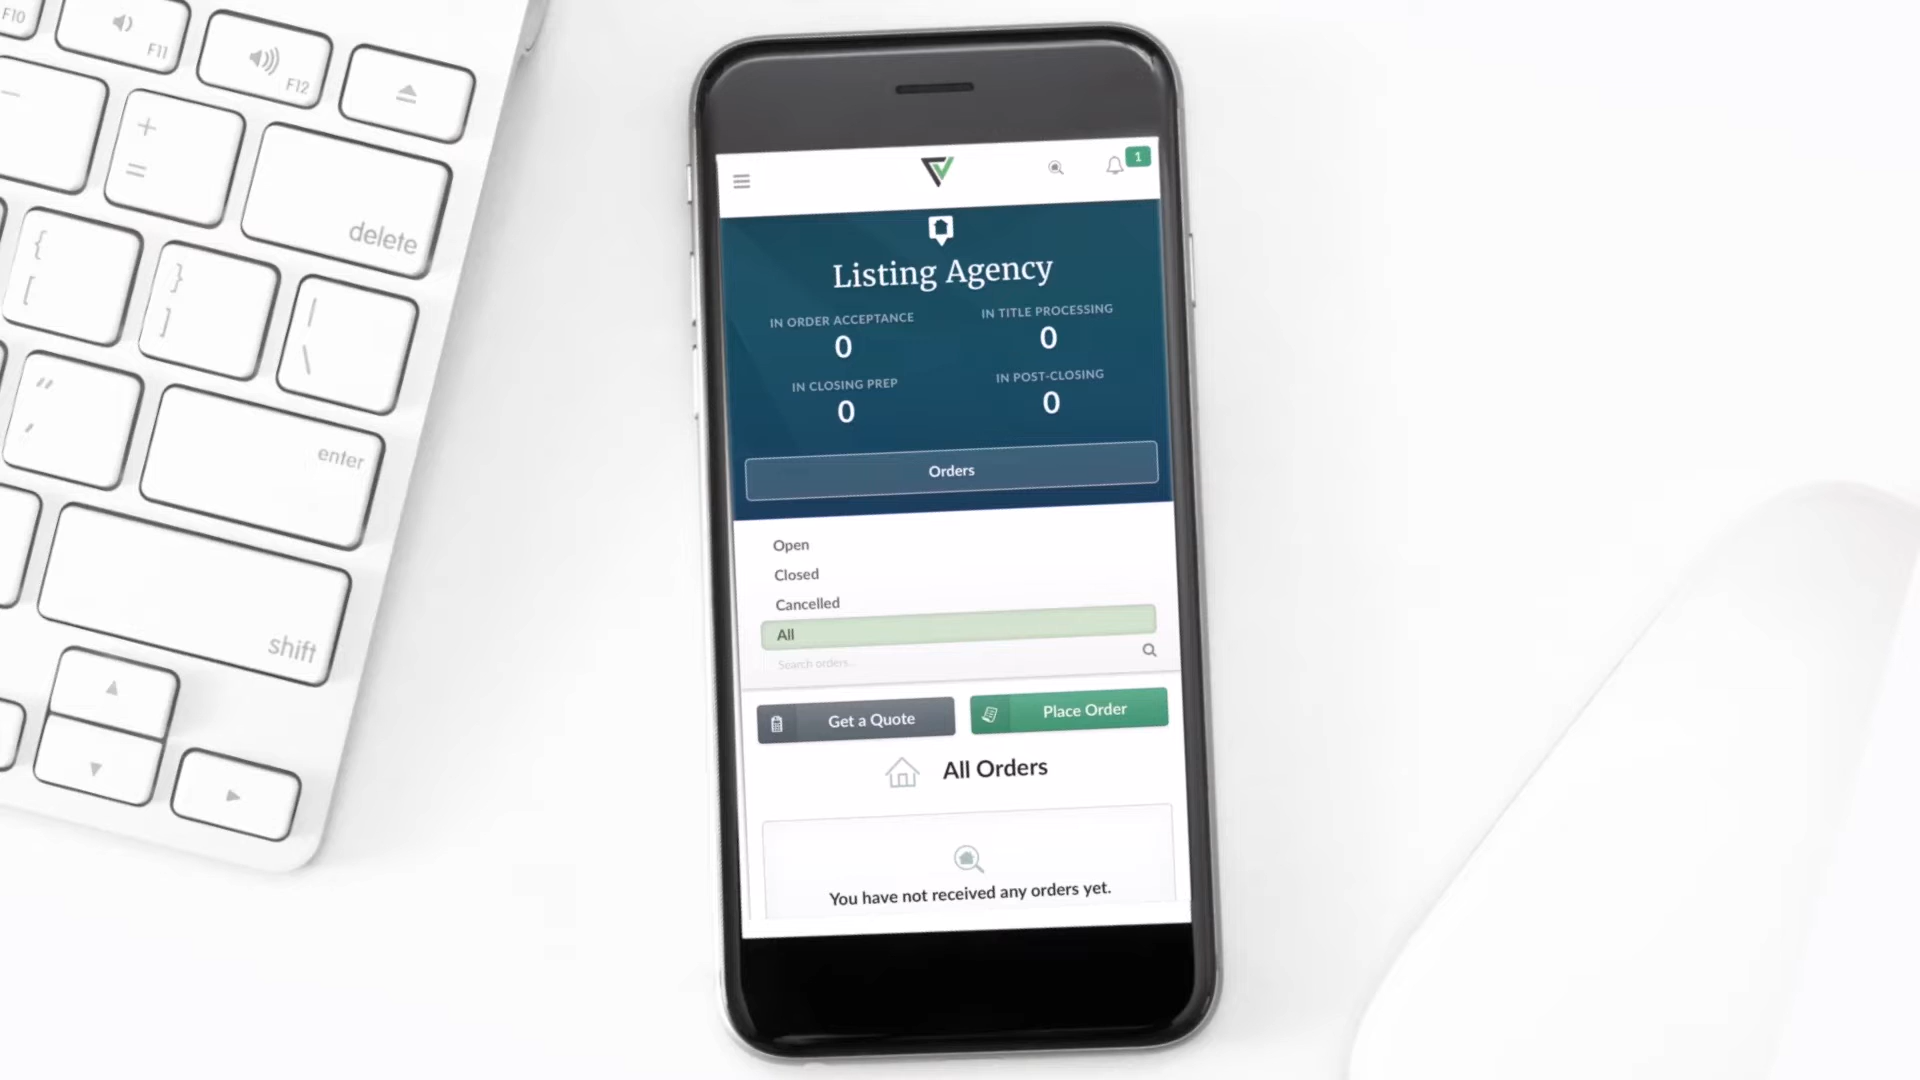 F10
F11
F12
+
=
delete
{
[
}
]
|
\
"
,
enter
shift
1
Listing Agency
IN ORDER ACCEPTANCE
0
IN TITLE PROCESSING
0
IN CLOSING PREP
0
IN POST-CLOSING
0
Orders
Open
Closed
Cancelled
All
Search orders...
Get a Quote
Place Order
All Orders
You have not received any orders yet.